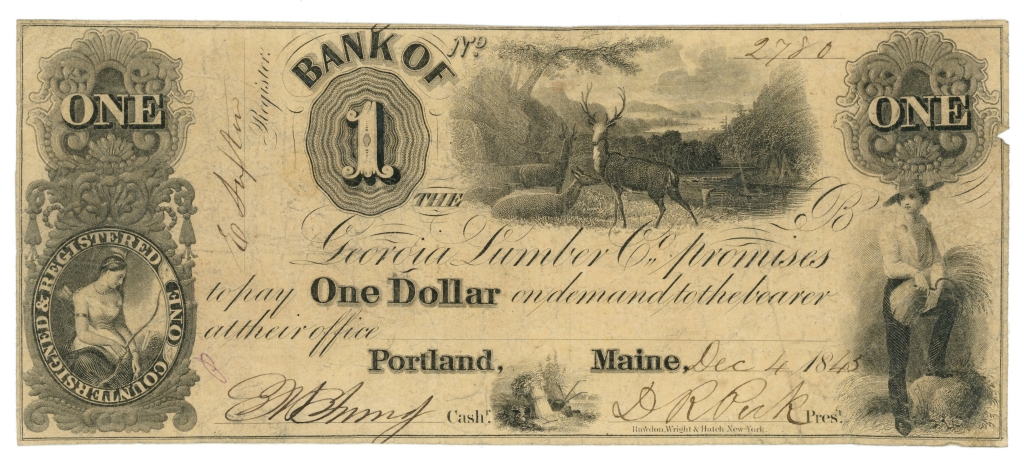 ONE
Register.
BANK OF
Nº 2780
1
ONE
THE
B
Georgia Lumber Co. promises
to pay One Dollar on demand to the bearer
at their office
COUNTERSIGNED & REGISTERED
ONE
Portland, Maine, Dec 4 1843
Cash.r D R Peck Pres.t
Rawdon, Wright & Hatch New-York